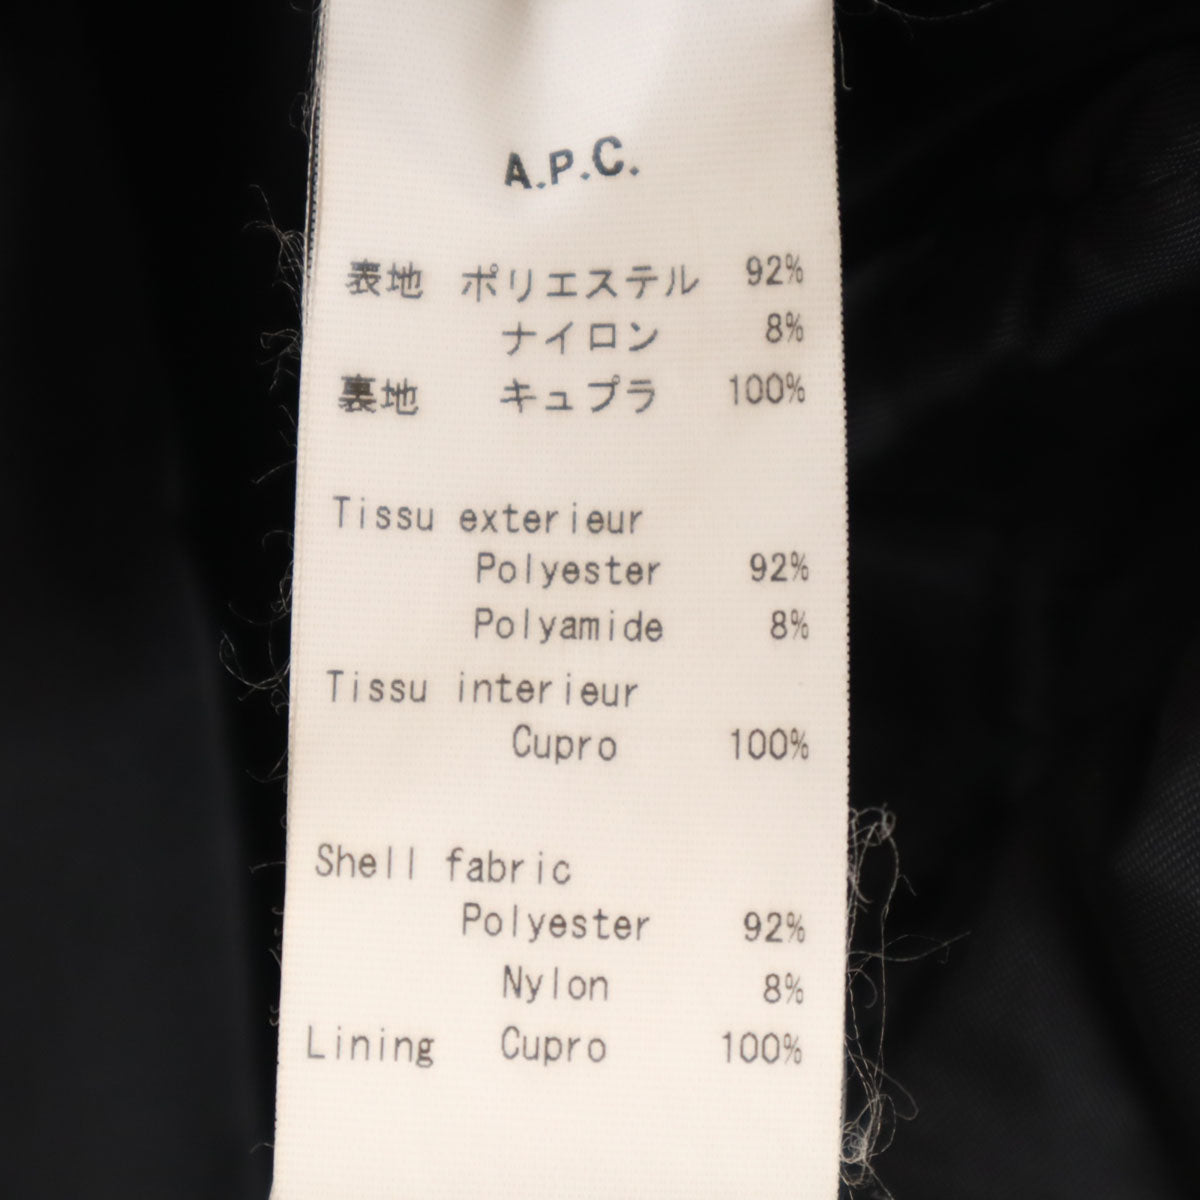 A.P.C.
表地 ポリエステル 92%
ナイロン 8%
裏地 キュプラ 100%
Tissu exterieur
Polyester 92%
Polyamide 8%
Tissu interieur
Cupro 100%
Shell fabric
Polyester 92%
Nylon 8%
Lining Cupro 100%